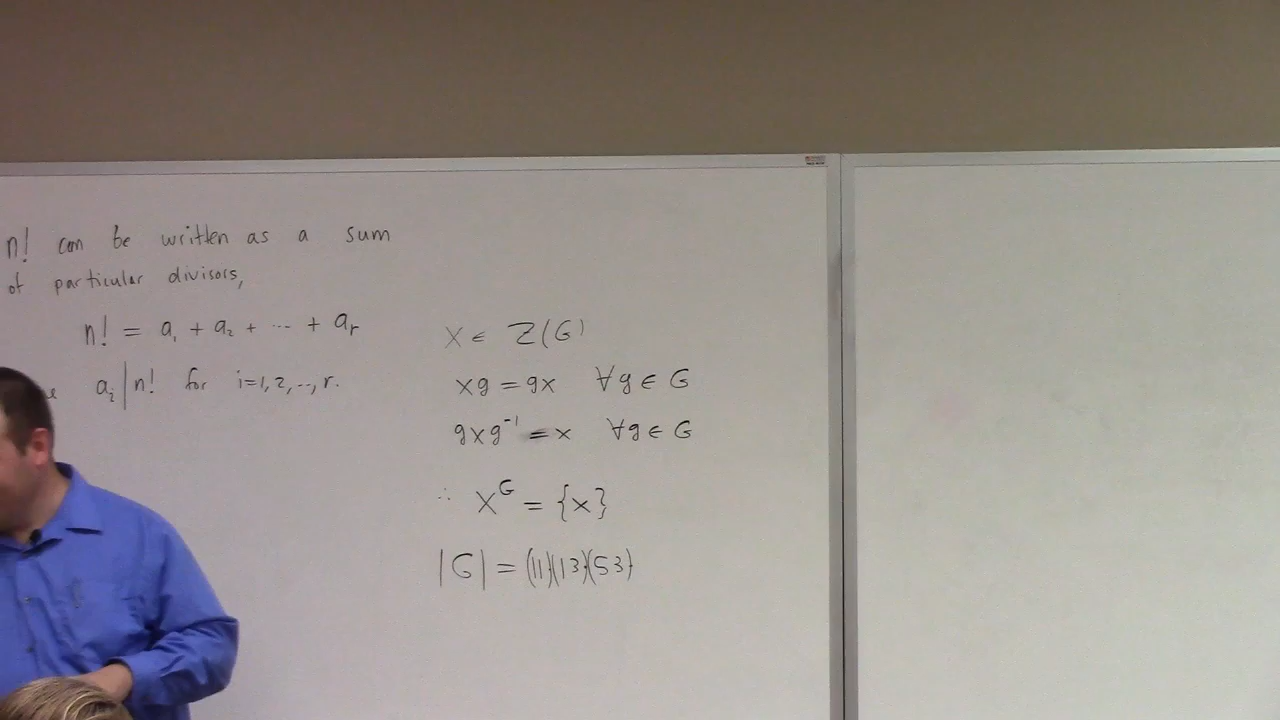 n! can be written as a sum
of particular divisors,
n! = a₁ + a₂ + ... + aᵣ
aᵢ | n! for i=1,2,..,r.
x ∈ Z(G)
xg = gx ∀g ∈ G
gxg⁻¹ = x ∀g ∈ G
∴ x^G = {x}
|G| = (11)(13)(53)